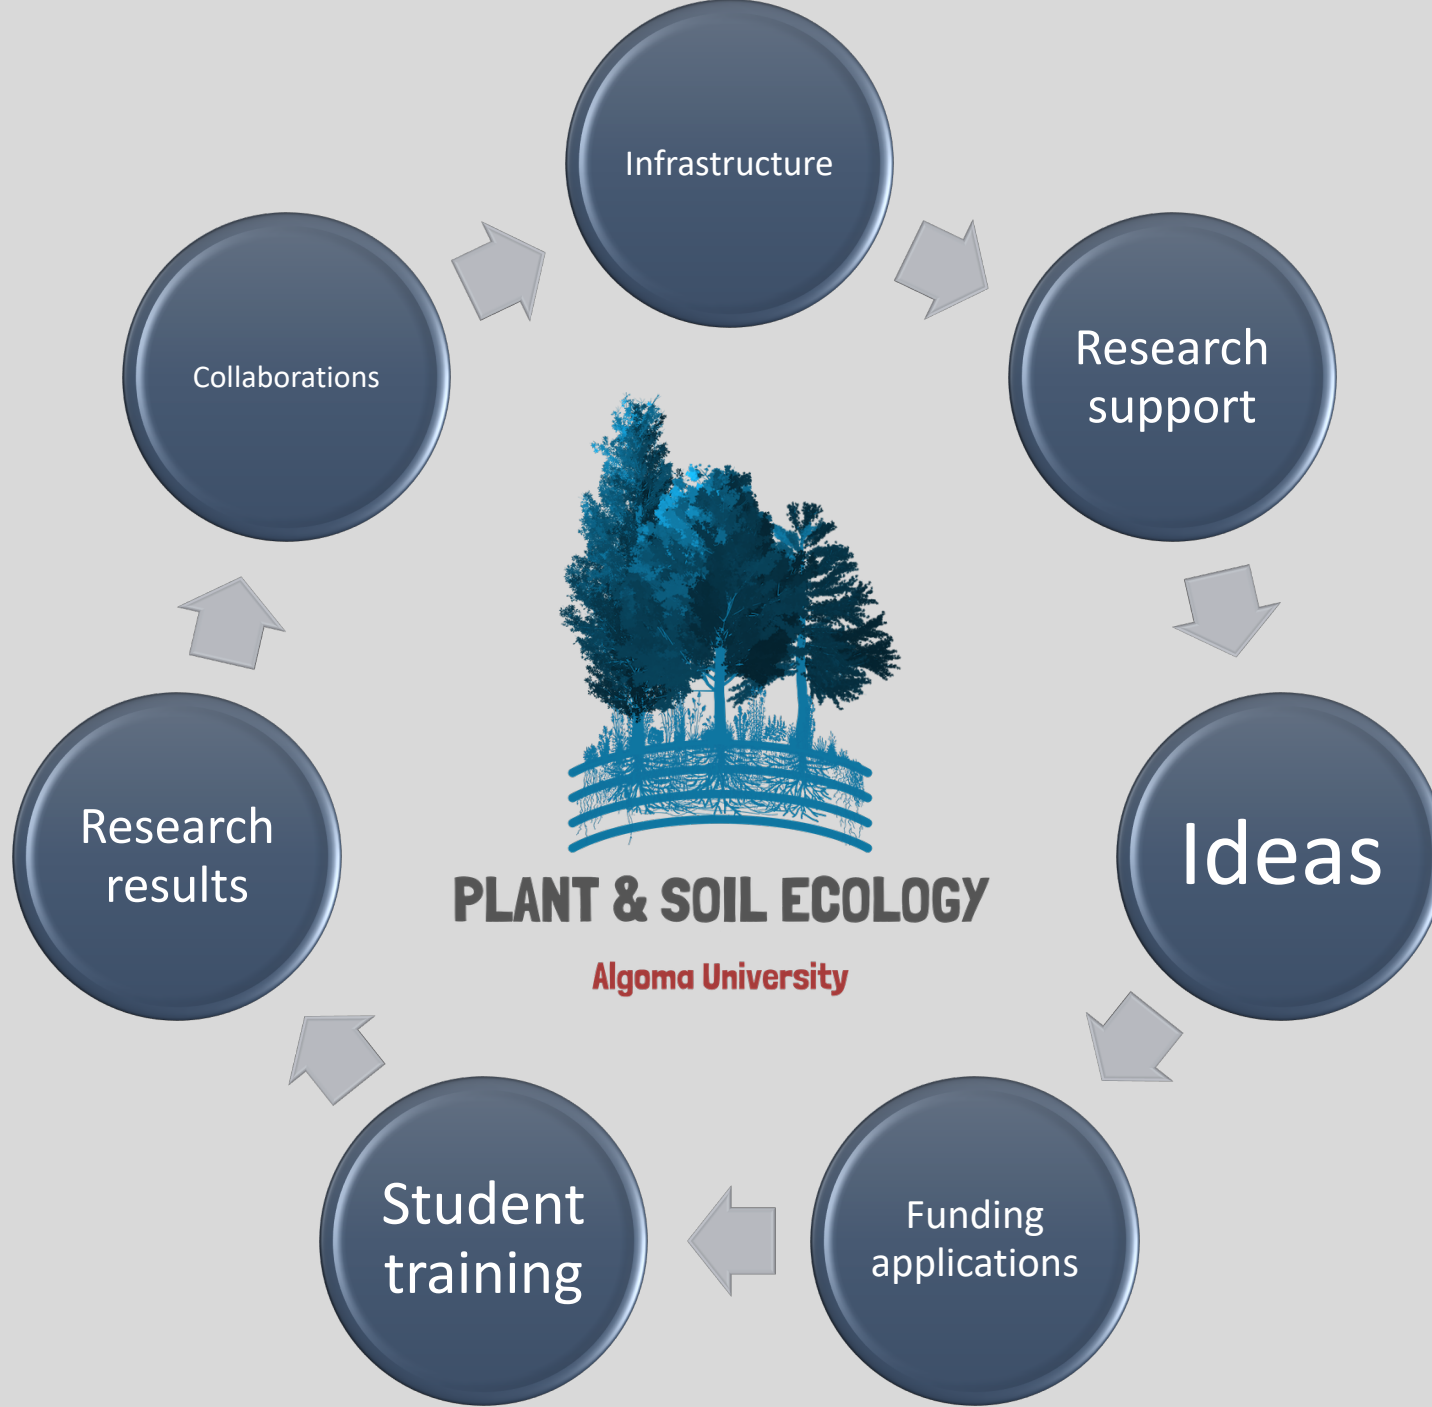 Infrastructure
Research
support
Ideas
Funding
applications
Student
training
Research
results
Collaborations
PLANT & SOIL ECOLOGY
Algoma University